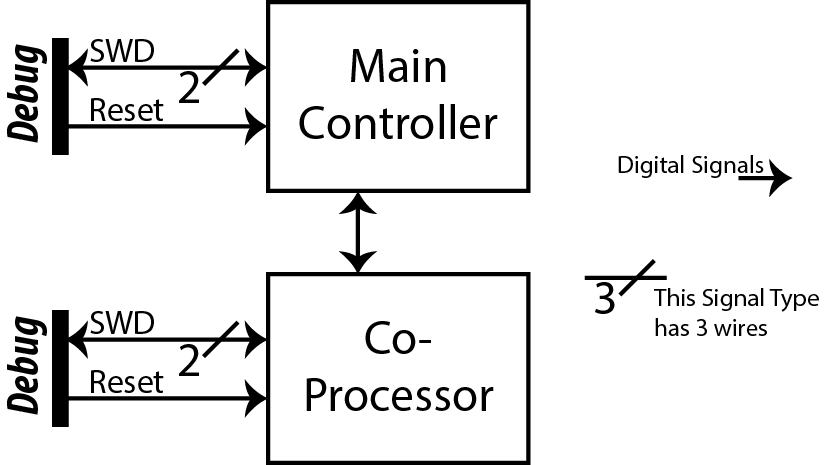 Debug
SWD
2
Reset
Main
Controller
Digital Signals
3
This Signal Type
has 3 wires
Debug
SWD
2
Reset
Co-
Processor